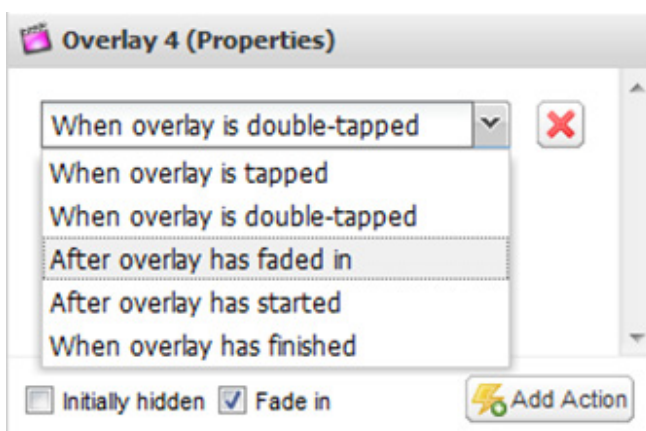 Overlay 4 (Properties)
When overlay is double-tapped
When overlay is tapped
When overlay is double-tapped
After overlay has faded in
After overlay has started
When overlay has finished
Initially hidden Fade in Add Action